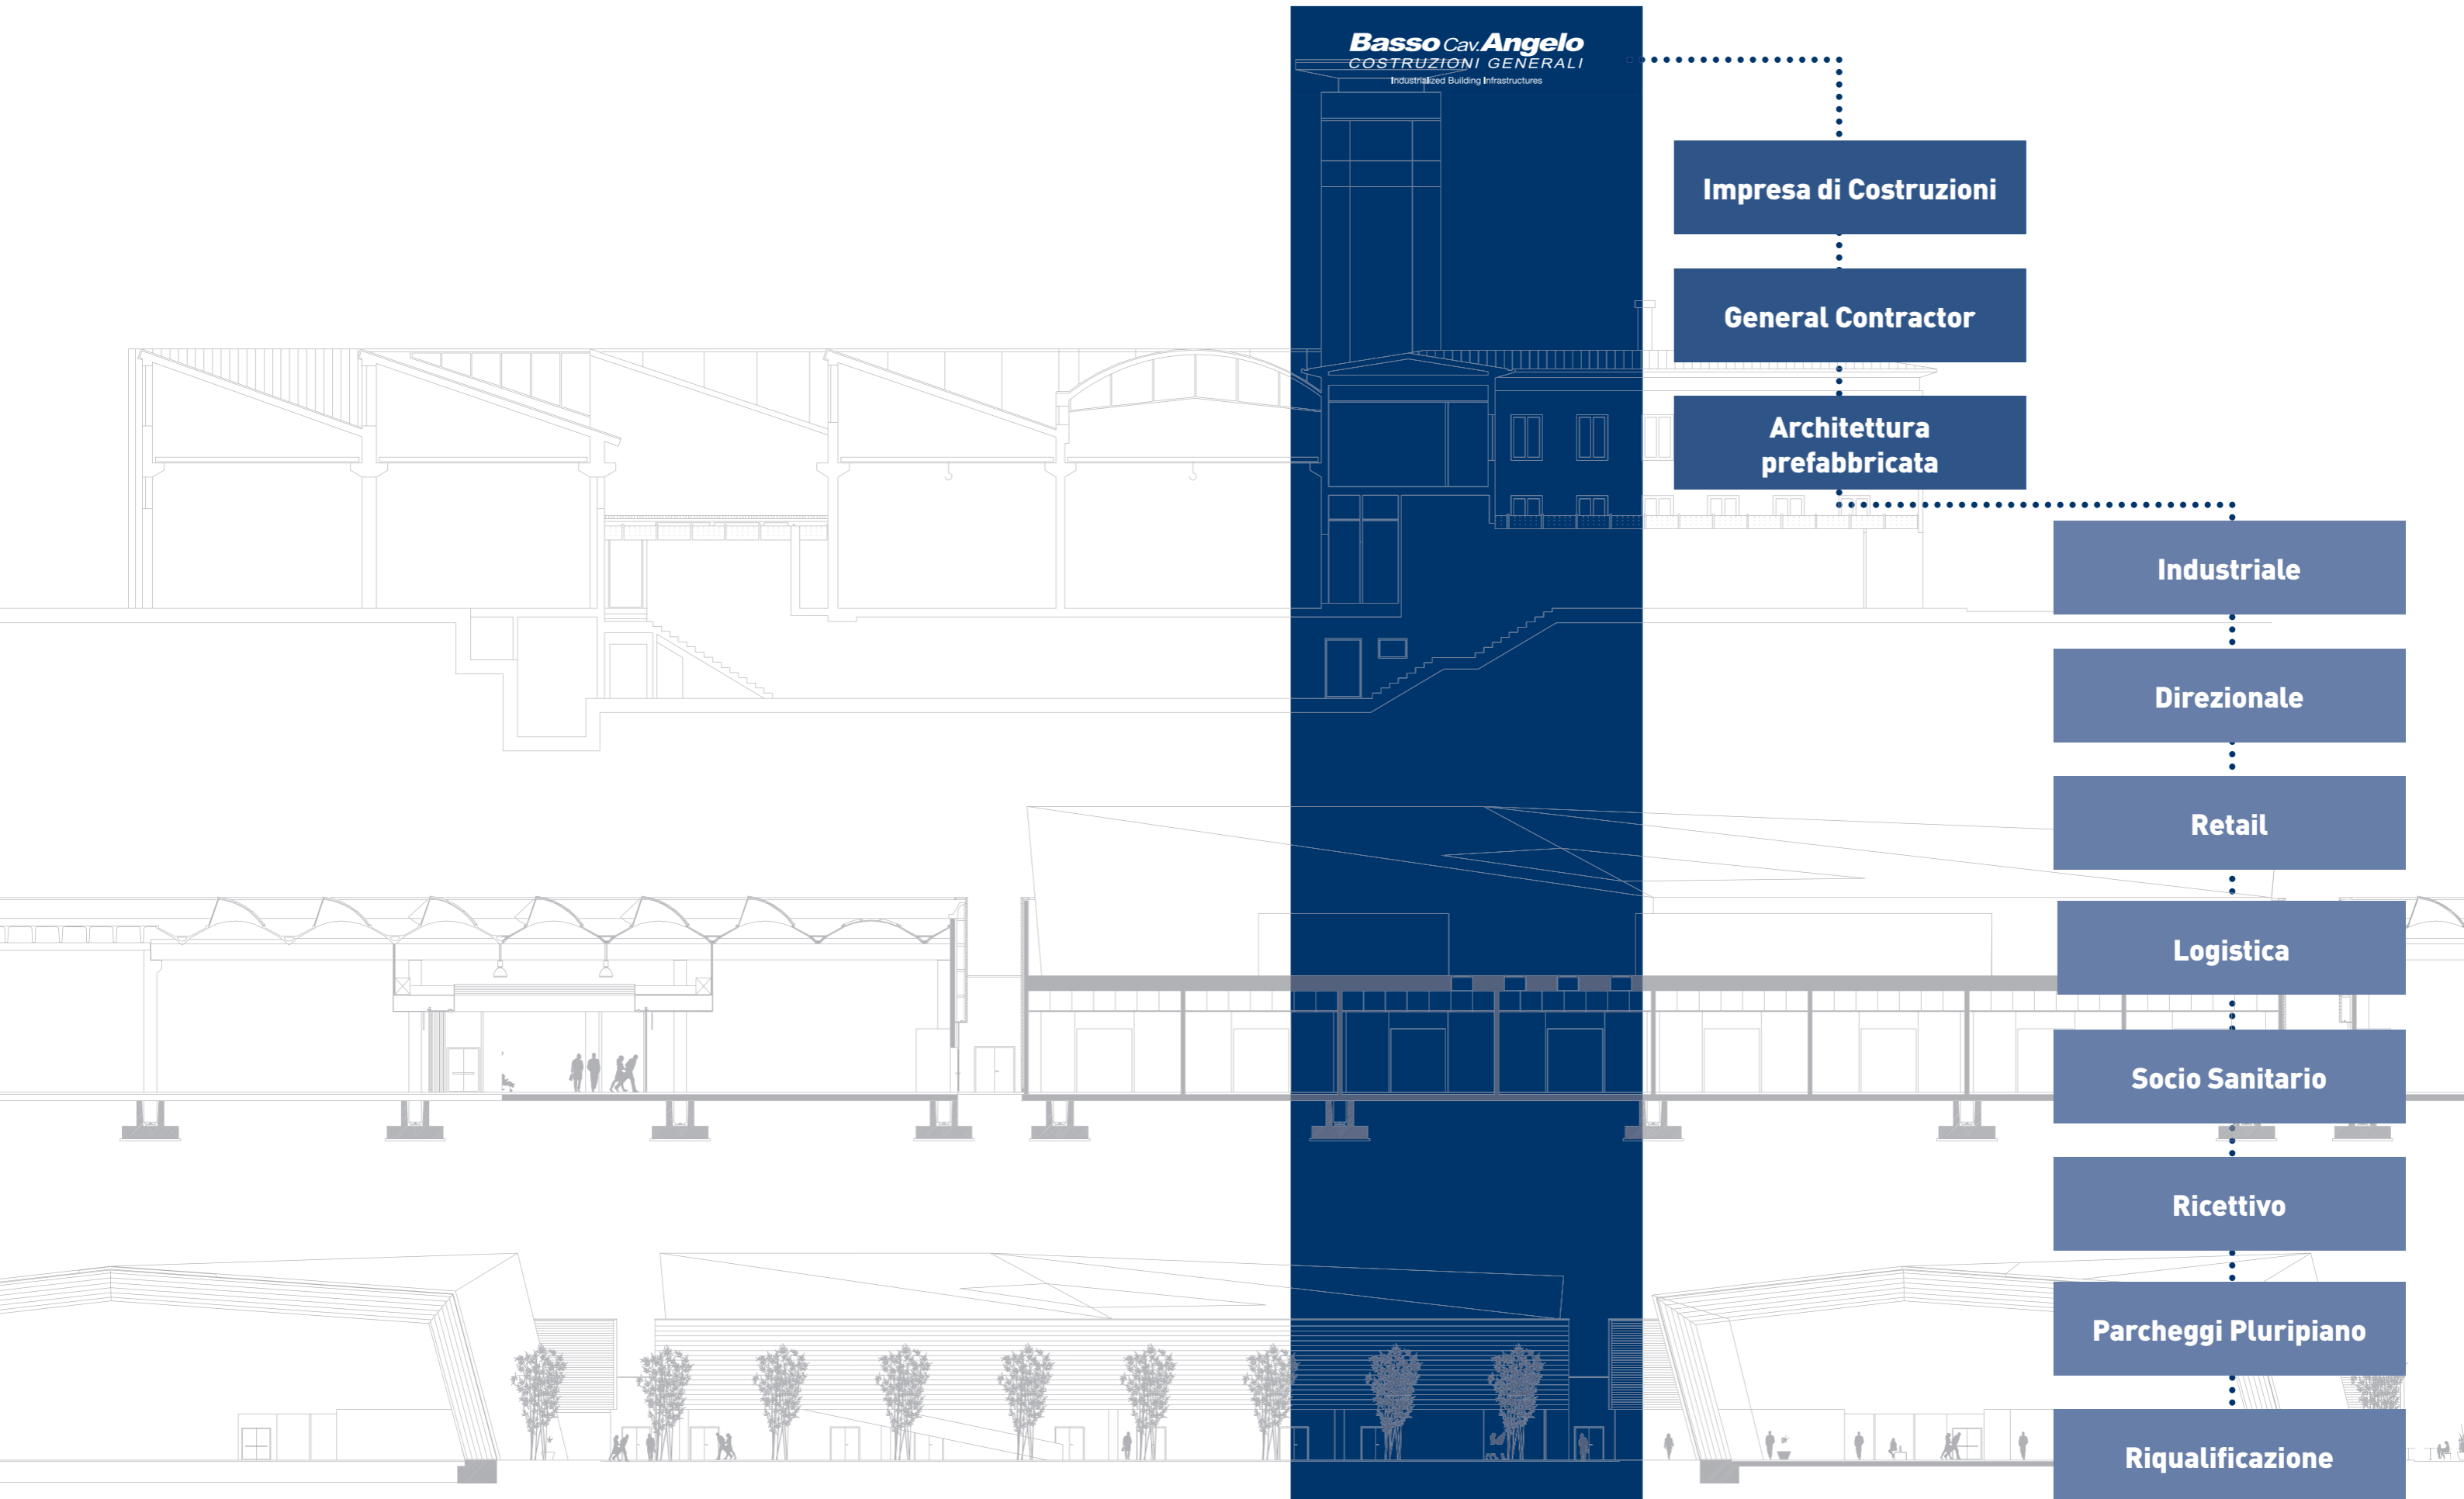 Basso Cav. Angelo
COSTRUZIONI GENERALI
Industrialized Building Infrastructures
Impresa di Costruzioni
General Contractor
Architettura
prefabbricata
Industriale
Direzionale
Retail
Logistica
Socio Sanitario
Ricettivo
Parcheggi Pluripiano
Riqualificazione